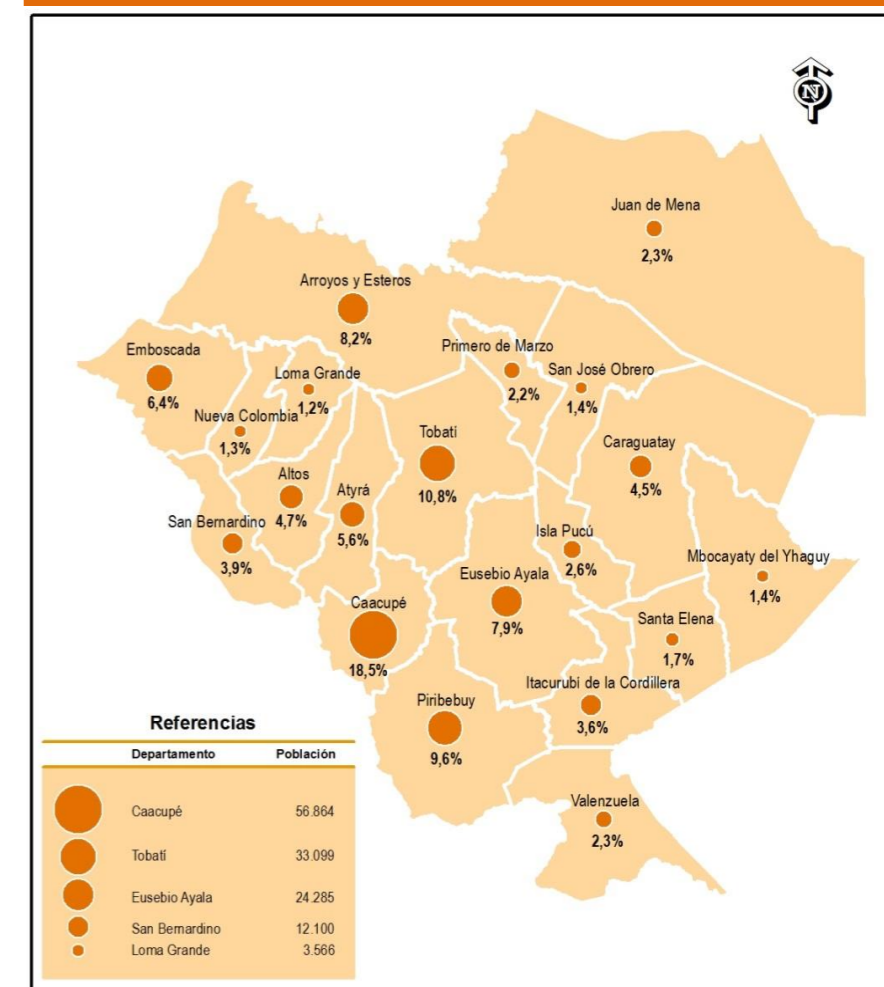 N
Juan de Mena
2,3%
Arroyos y Esteros
8,2%
Primero de Marzo
2,2%
San José Obrero
1,4%
Emboscada
6,4%
Loma Grande
1,2%
Nueva Colombia
1,3%
Tobatí
10,8%
Caraguatay
4,5%
Altos
4,7%
Atyrá
5,6%
San Bernardino
3,9%
Isla Pucú
2,6%
Mbocayaty del Yhaguy
1,4%
Eusebio Ayala
7,9%
Caacupé
18,5%
Santa Elena
1,7%
Itacurubi de la Cordillera
3,6%
Piribebuy
9,6%
Valenzuela
2,3%
Referencias
Departamento Población
Caacupé 56.864
Tobatí 33.099
Eusebio Ayala 24.285
San Bernardino 12.100
Loma Grande 3.566